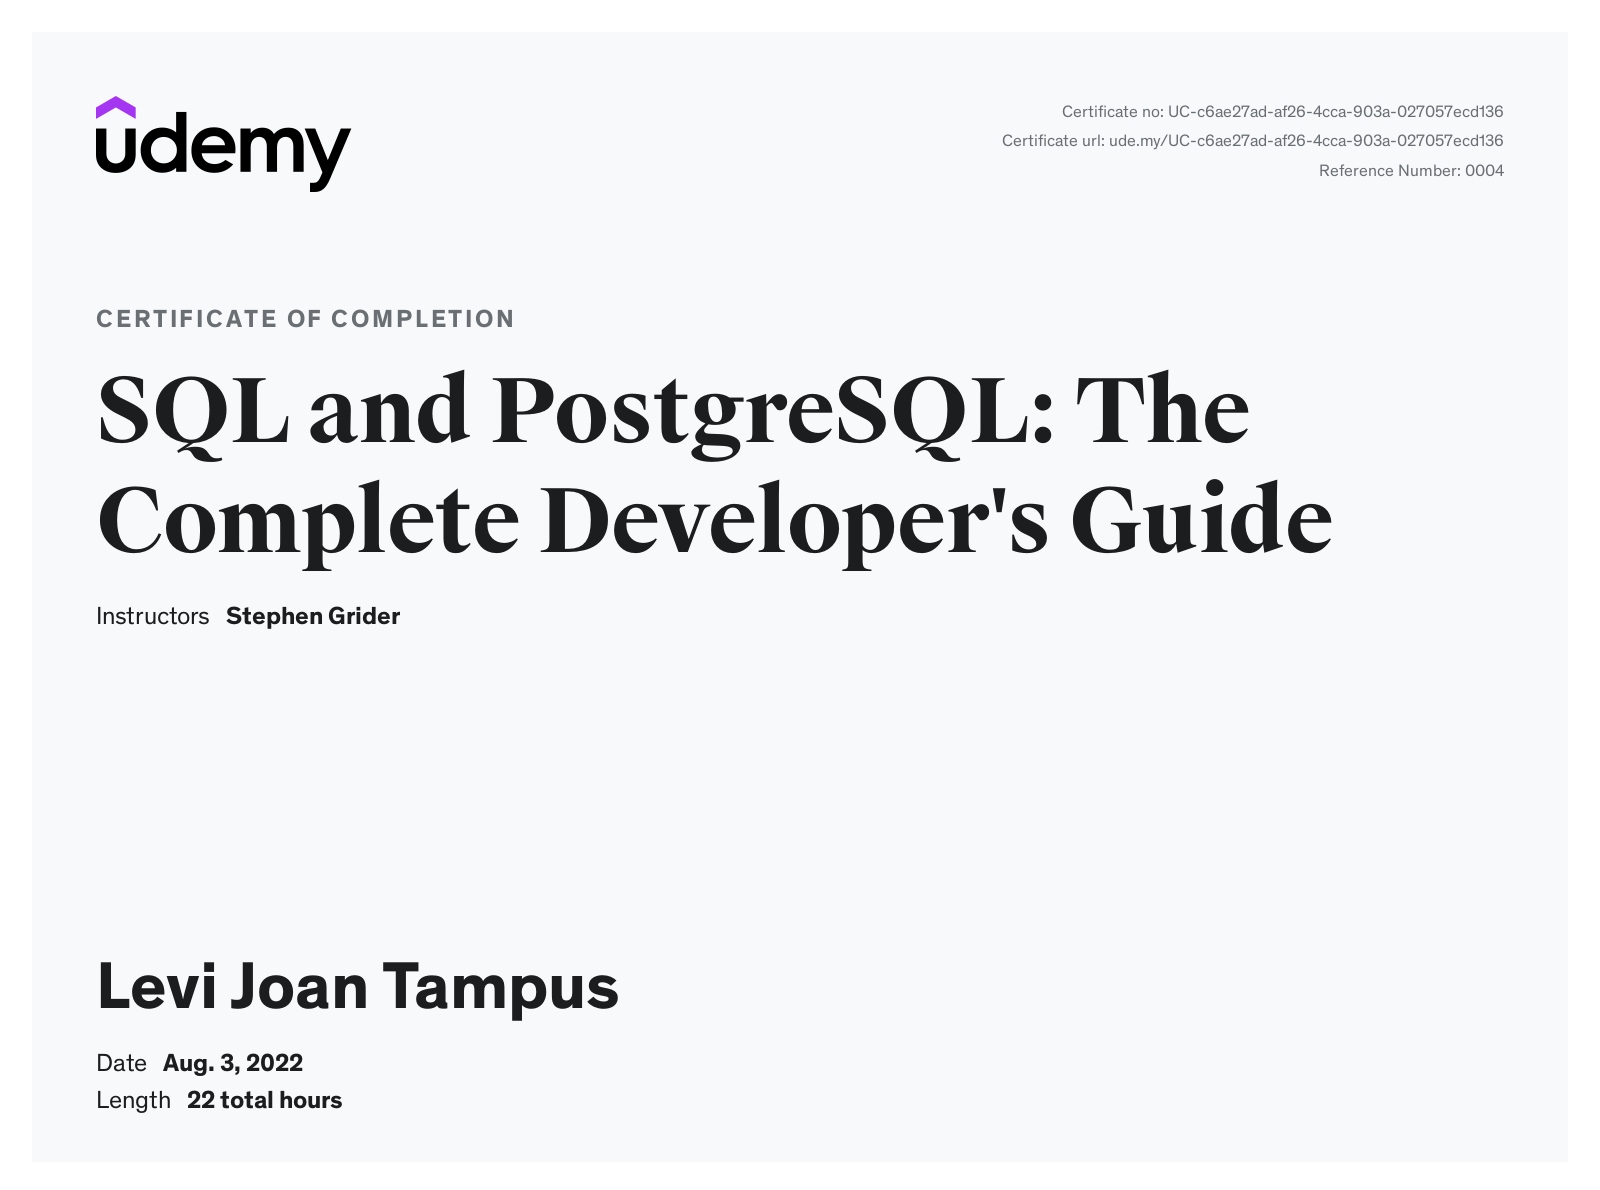 udemy
Certificate no: UC-c6ae27ad-af26-4cca-903a-027057ecd136
Certificate url: ude.my/UC-c6ae27ad-af26-4cca-903a-027057ecd136
Reference Number: 0004
CERTIFICATE OF COMPLETION
SQL and PostgreSQL: The
Complete Developer's Guide
Instructors Stephen Grider
Levi Joan Tampus
Date Aug. 3, 2022
Length 22 total hours